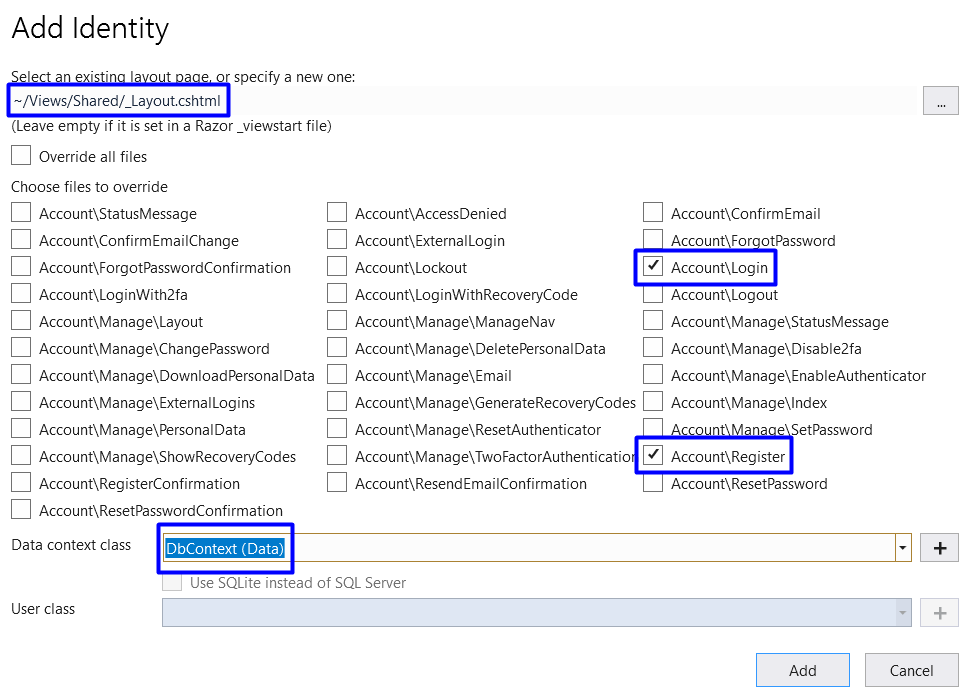 Add Identity
Select an existing layout page, or specify a new one:
~/Views/Shared/_Layout.cshtml
...
(Leave empty if it is set in a Razor _viewstart file)
Override all files
Choose files to override
Account\StatusMessage Account\AccessDenied Account\ConfirmEmail
Account\ConfirmEmailChange Account\ExternalLogin Account\ForgotPassword
Account\ForgotPasswordConfirmation Account\Lockout Account\Login
Account\LoginWith2fa Account\LoginWithRecoveryCode Account\Logout
Account\Manage\Layout Account\Manage\ManageNav Account\Manage\StatusMessage
Account\Manage\ChangePassword Account\Manage\DeletePersonalData Account\Manage\Disable2fa
Account\Manage\DownloadPersonalData Account\Manage\Email Account\Manage\EnableAuthenticator
Account\Manage\ExternalLogins Account\Manage\GenerateRecoveryCodes Account\Manage\Index
Account\Manage\PersonalData Account\Manage\ResetAuthenticator Account\Manage\SetPassword
Account\Manage\ShowRecoveryCodes Account\Manage\TwoFactorAuthentication Account\Register
Account\RegisterConfirmation Account\ResendEmailConfirmation Account\ResetPassword
Account\ResetPasswordConfirmation
Data context class DbContext (Data) +
Use SQLite instead of SQL Server
User class +
Add Cancel